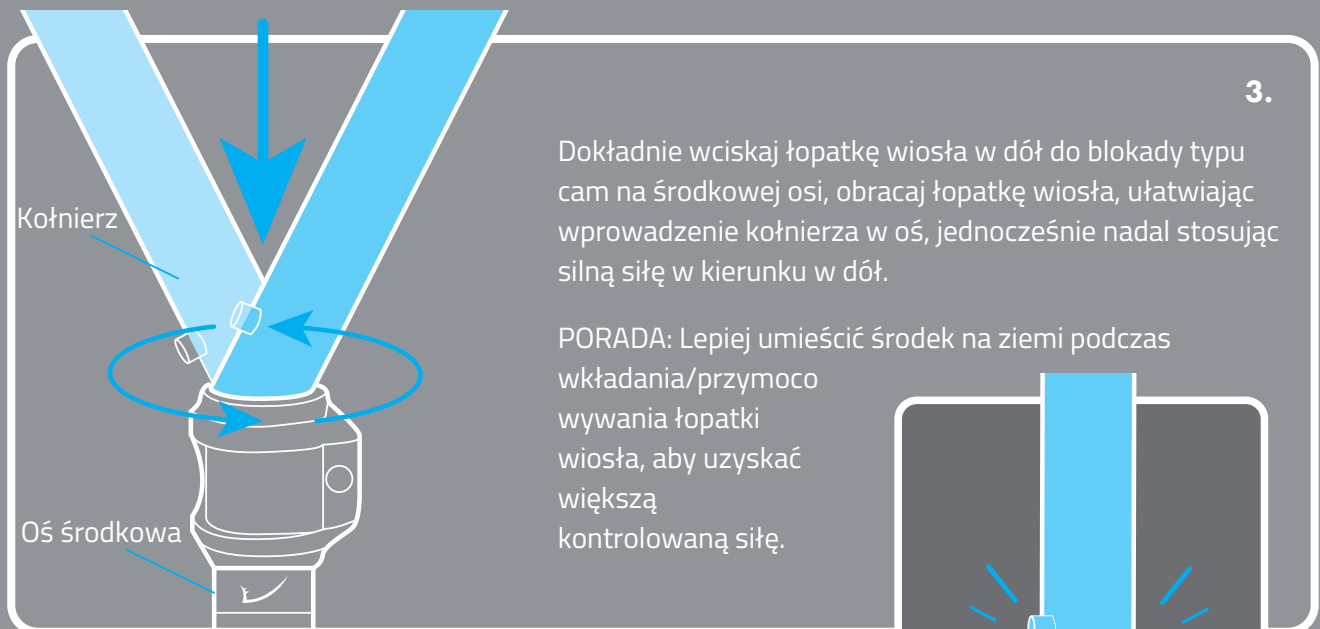 3.
Dokładnie wciskaj łopatkę wiosła w dół do blokady typu
cam na środkowej osi, obracaj łopatkę wiosła, ułatwiając
wprowadzenie kołnierza w oś, jednocześnie nadal stosując
silną siłę w kierunku w dół.
PORADA: Lepiej umieścić środek na ziemi podczas
wkładania/przymoco
wywania łopatki
wiosła, aby uzyskać
większą
kontrolowaną siłę.
Kołnierz
Oś środkowa